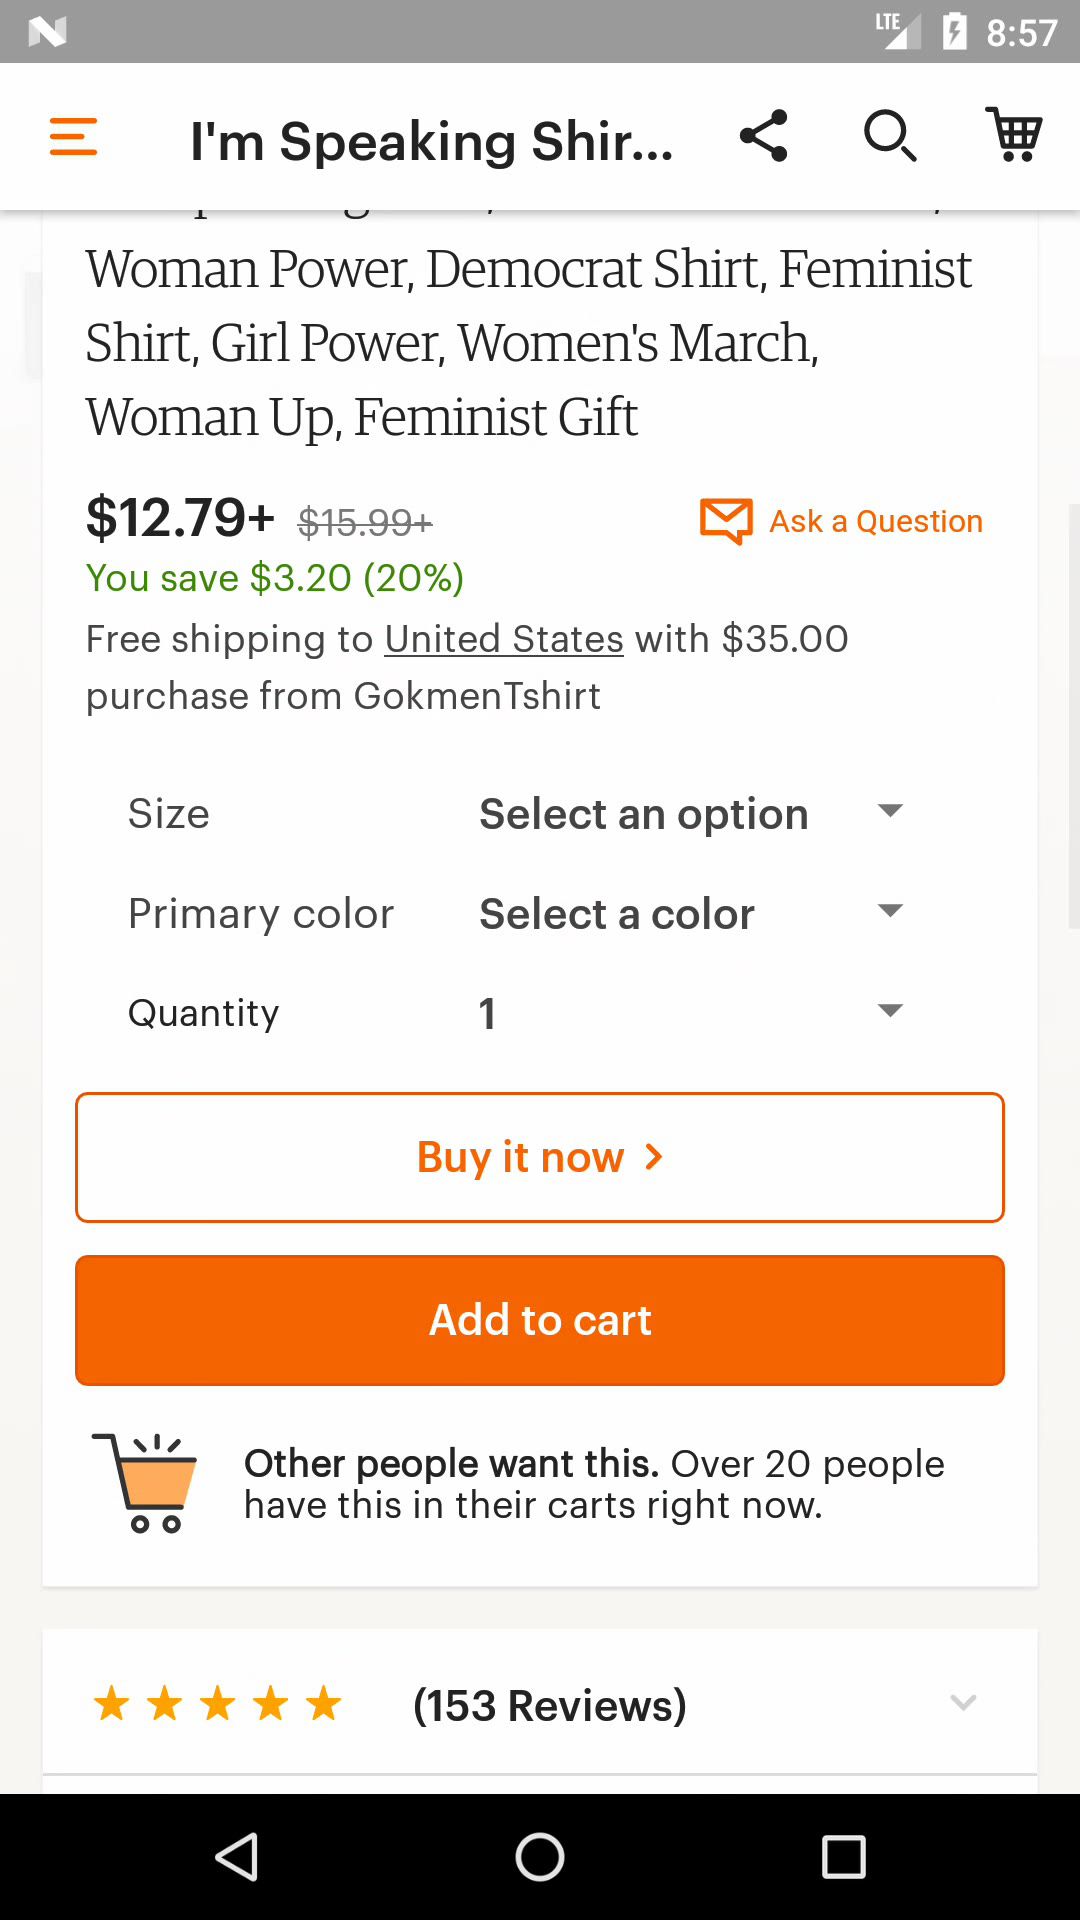 LTE 8:57
I'm Speaking Shir...
Woman Power, Democrat Shirt, Feminist
Shirt, Girl Power, Women's March,
Woman Up, Feminist Gift
$12.79+ $15.99+
Ask a Question
You save $3.20 (20%)
Free shipping to United States with $35.00
purchase from GokmenTshirt
Size Select an option
Primary color Select a color
Quantity 1
Buy it now
Add to cart
Other people want this. Over 20 people
have this in their carts right now.
(153 Reviews)